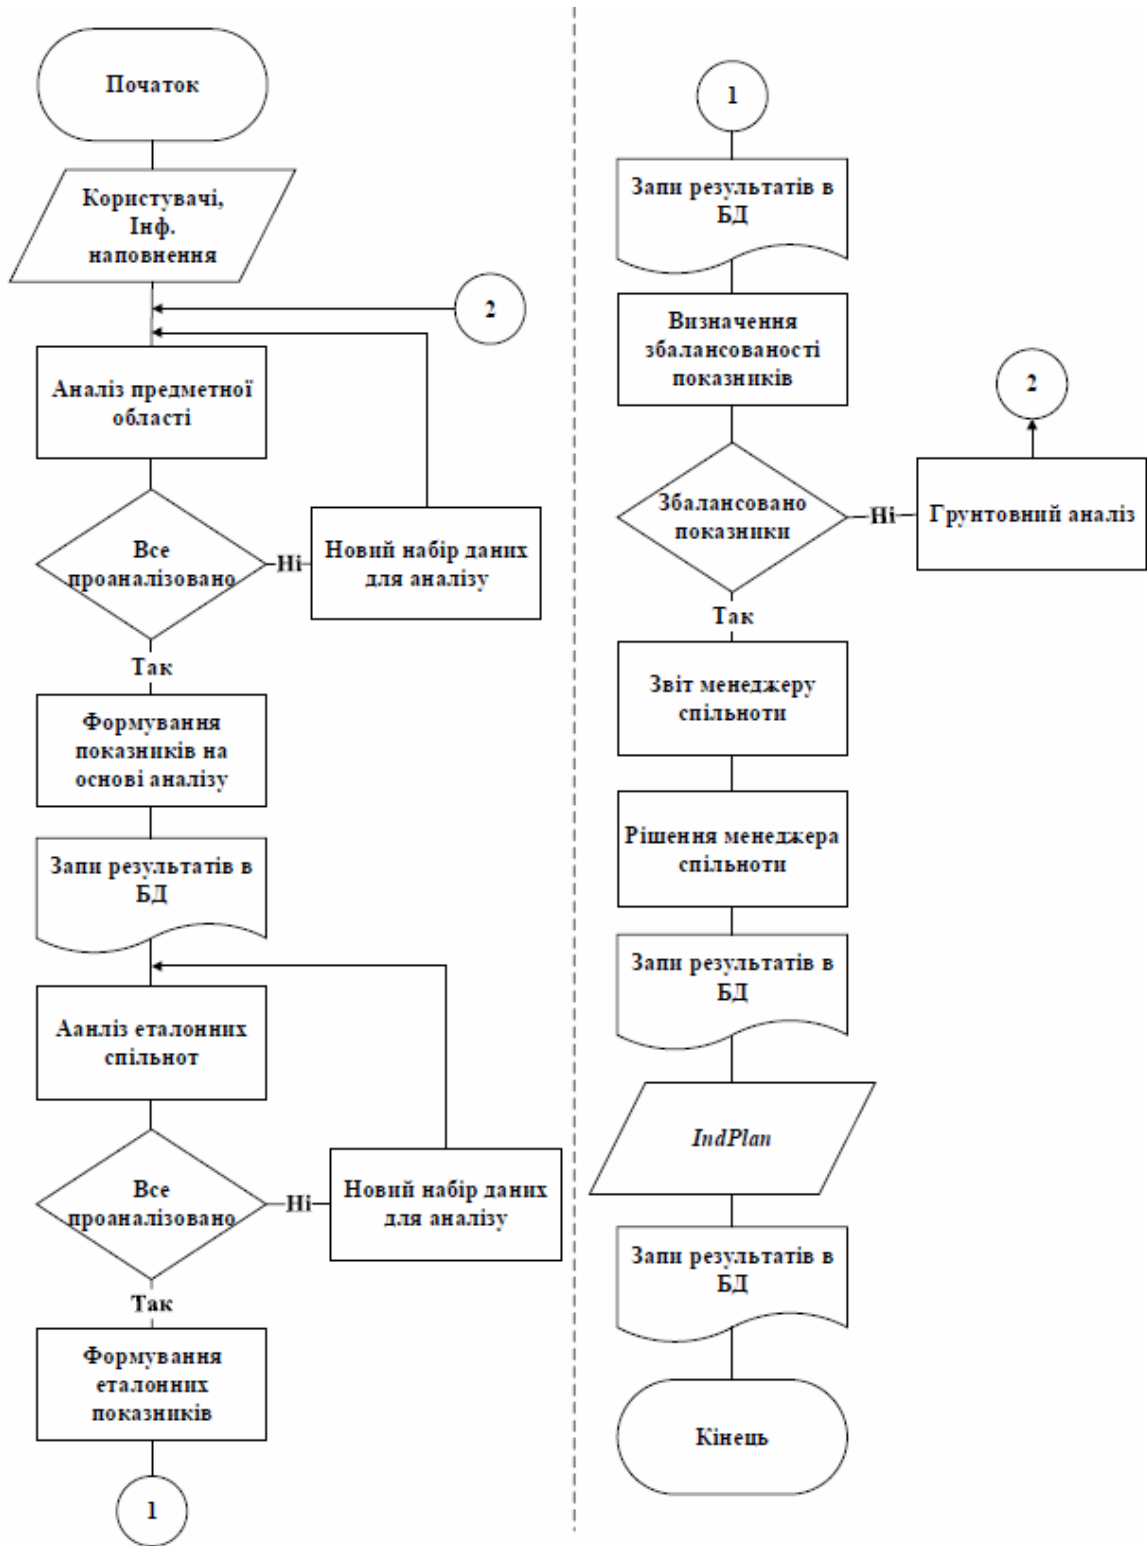 Початок
Користувачі,
Інф.
наповнення
2
Аналіз предметної
області
Все
проаналізовано
Ні
Новий набір даних
для аналізу
Так
Формування
показників на
основі аналізу
Запи результатів в
БД
Аанліз еталонних
спільнот
Все
проаналізовано
Ні
Новий набір даних
для аналізу
Так
Формування
еталонних
показників
1
1
Запи результатів в
БД
Визначення
збалансованості
показників
2
Збалансовано
показники
Ні
Грунтовний аналіз
Так
Звіт менеджеру
спільноти
Рішення менеджера
спільноти
Запи результатів в
БД
IndPlan
Запи результатів в
БД
Кінець